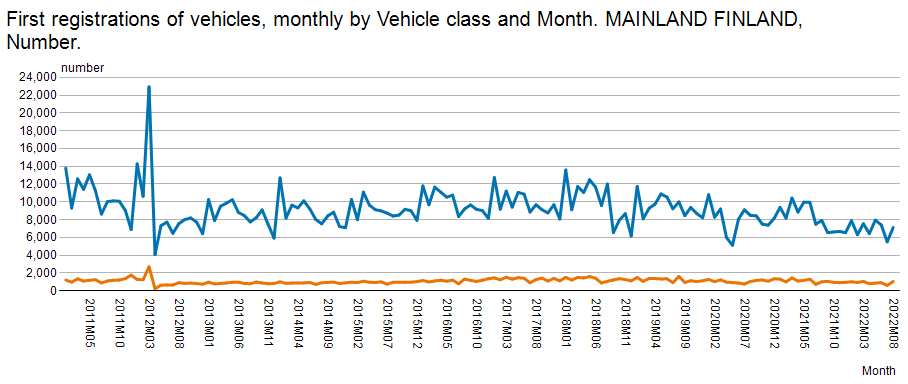 First registrations of vehicles, monthly by Vehicle class and Month. MAINLAND FINLAND,
Number.
number
24,000
22,000
20,000
18,000
16,000
14,000
12,000
10,000
8,000
6,000
4,000
2,000
0
2011M05
2011M10
2012M03
2012M08
2013M01
2013M06
2013M11
2014M04
2014M09
2015M02
2015M07
2015M12
2016M05
2016M10
2017M03
2017M08
2018M01
2018M06
2018M11
2019M04
2019M09
2020M02
2020M07
2020M12
2021M05
2021M10
2022M03
2022M08
Month